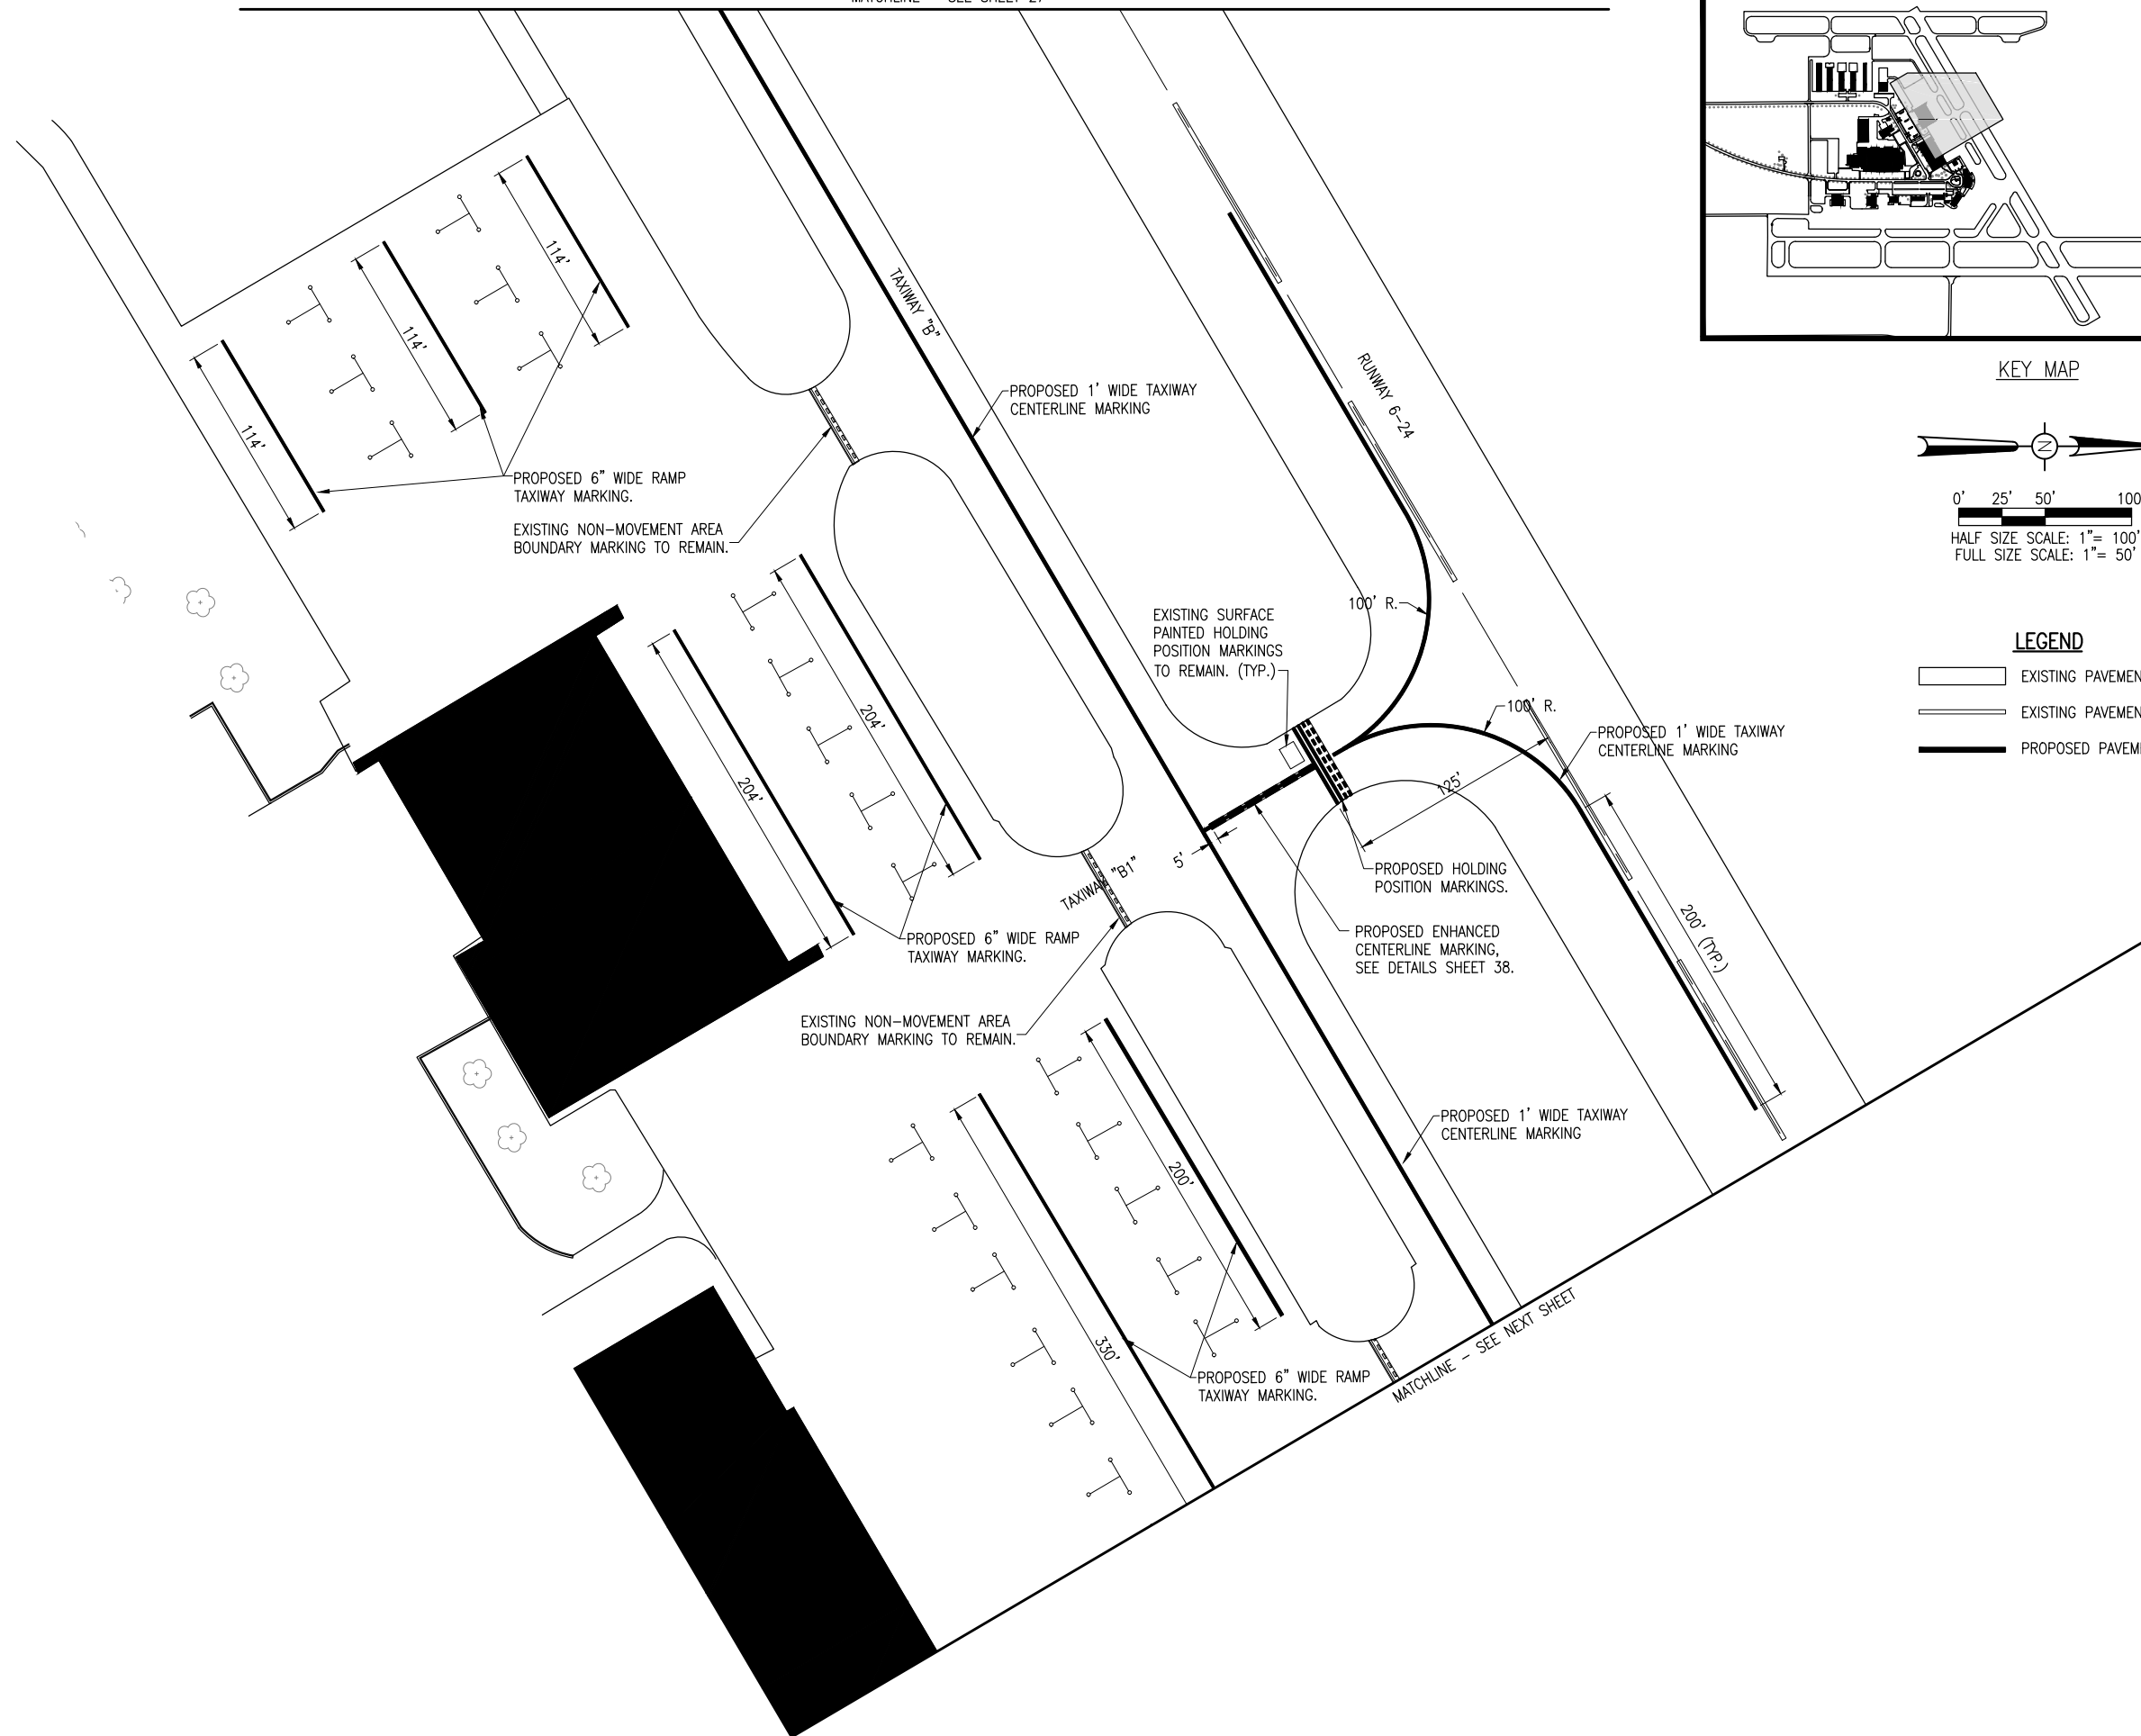 MATCHLINE - SEE SHEET 27
KEY MAP
N
0' 25' 50' 100
HALF SIZE SCALE: 1"= 100'
FULL SIZE SCALE: 1"= 50'
LEGEND
EXISTING PAVEMEN
EXISTING PAVEMEN
PROPOSED PAVEM
114'
114'
114'
TAXIWAY "B"
PROPOSED 1' WIDE TAXIWAY
CENTERLINE MARKING
RUNWAY 6-24
PROPOSED 6" WIDE RAMP
TAXIWAY MARKING.
EXISTING NON-MOVEMENT AREA
BOUNDARY MARKING TO REMAIN.
100' R.
EXISTING SURFACE
PAINTED HOLDING
POSITION MARKINGS
TO REMAIN. (TYP.)
100' R.
PROPOSED 1' WIDE TAXIWAY
CENTERLINE MARKING
204'
204'
125'
5'
TAXIWAY "B1"
PROPOSED HOLDING
POSITION MARKINGS.
200' (TYP.)
PROPOSED 6" WIDE RAMP
TAXIWAY MARKING.
PROPOSED ENHANCED
CENTERLINE MARKING,
SEE DETAILS SHEET 38.
EXISTING NON-MOVEMENT AREA
BOUNDARY MARKING TO REMAIN.
PROPOSED 1' WIDE TAXIWAY
CENTERLINE MARKING
200'
330'
PROPOSED 6" WIDE RAMP
TAXIWAY MARKING.
MATCHLINE - SEE NEXT SHEET